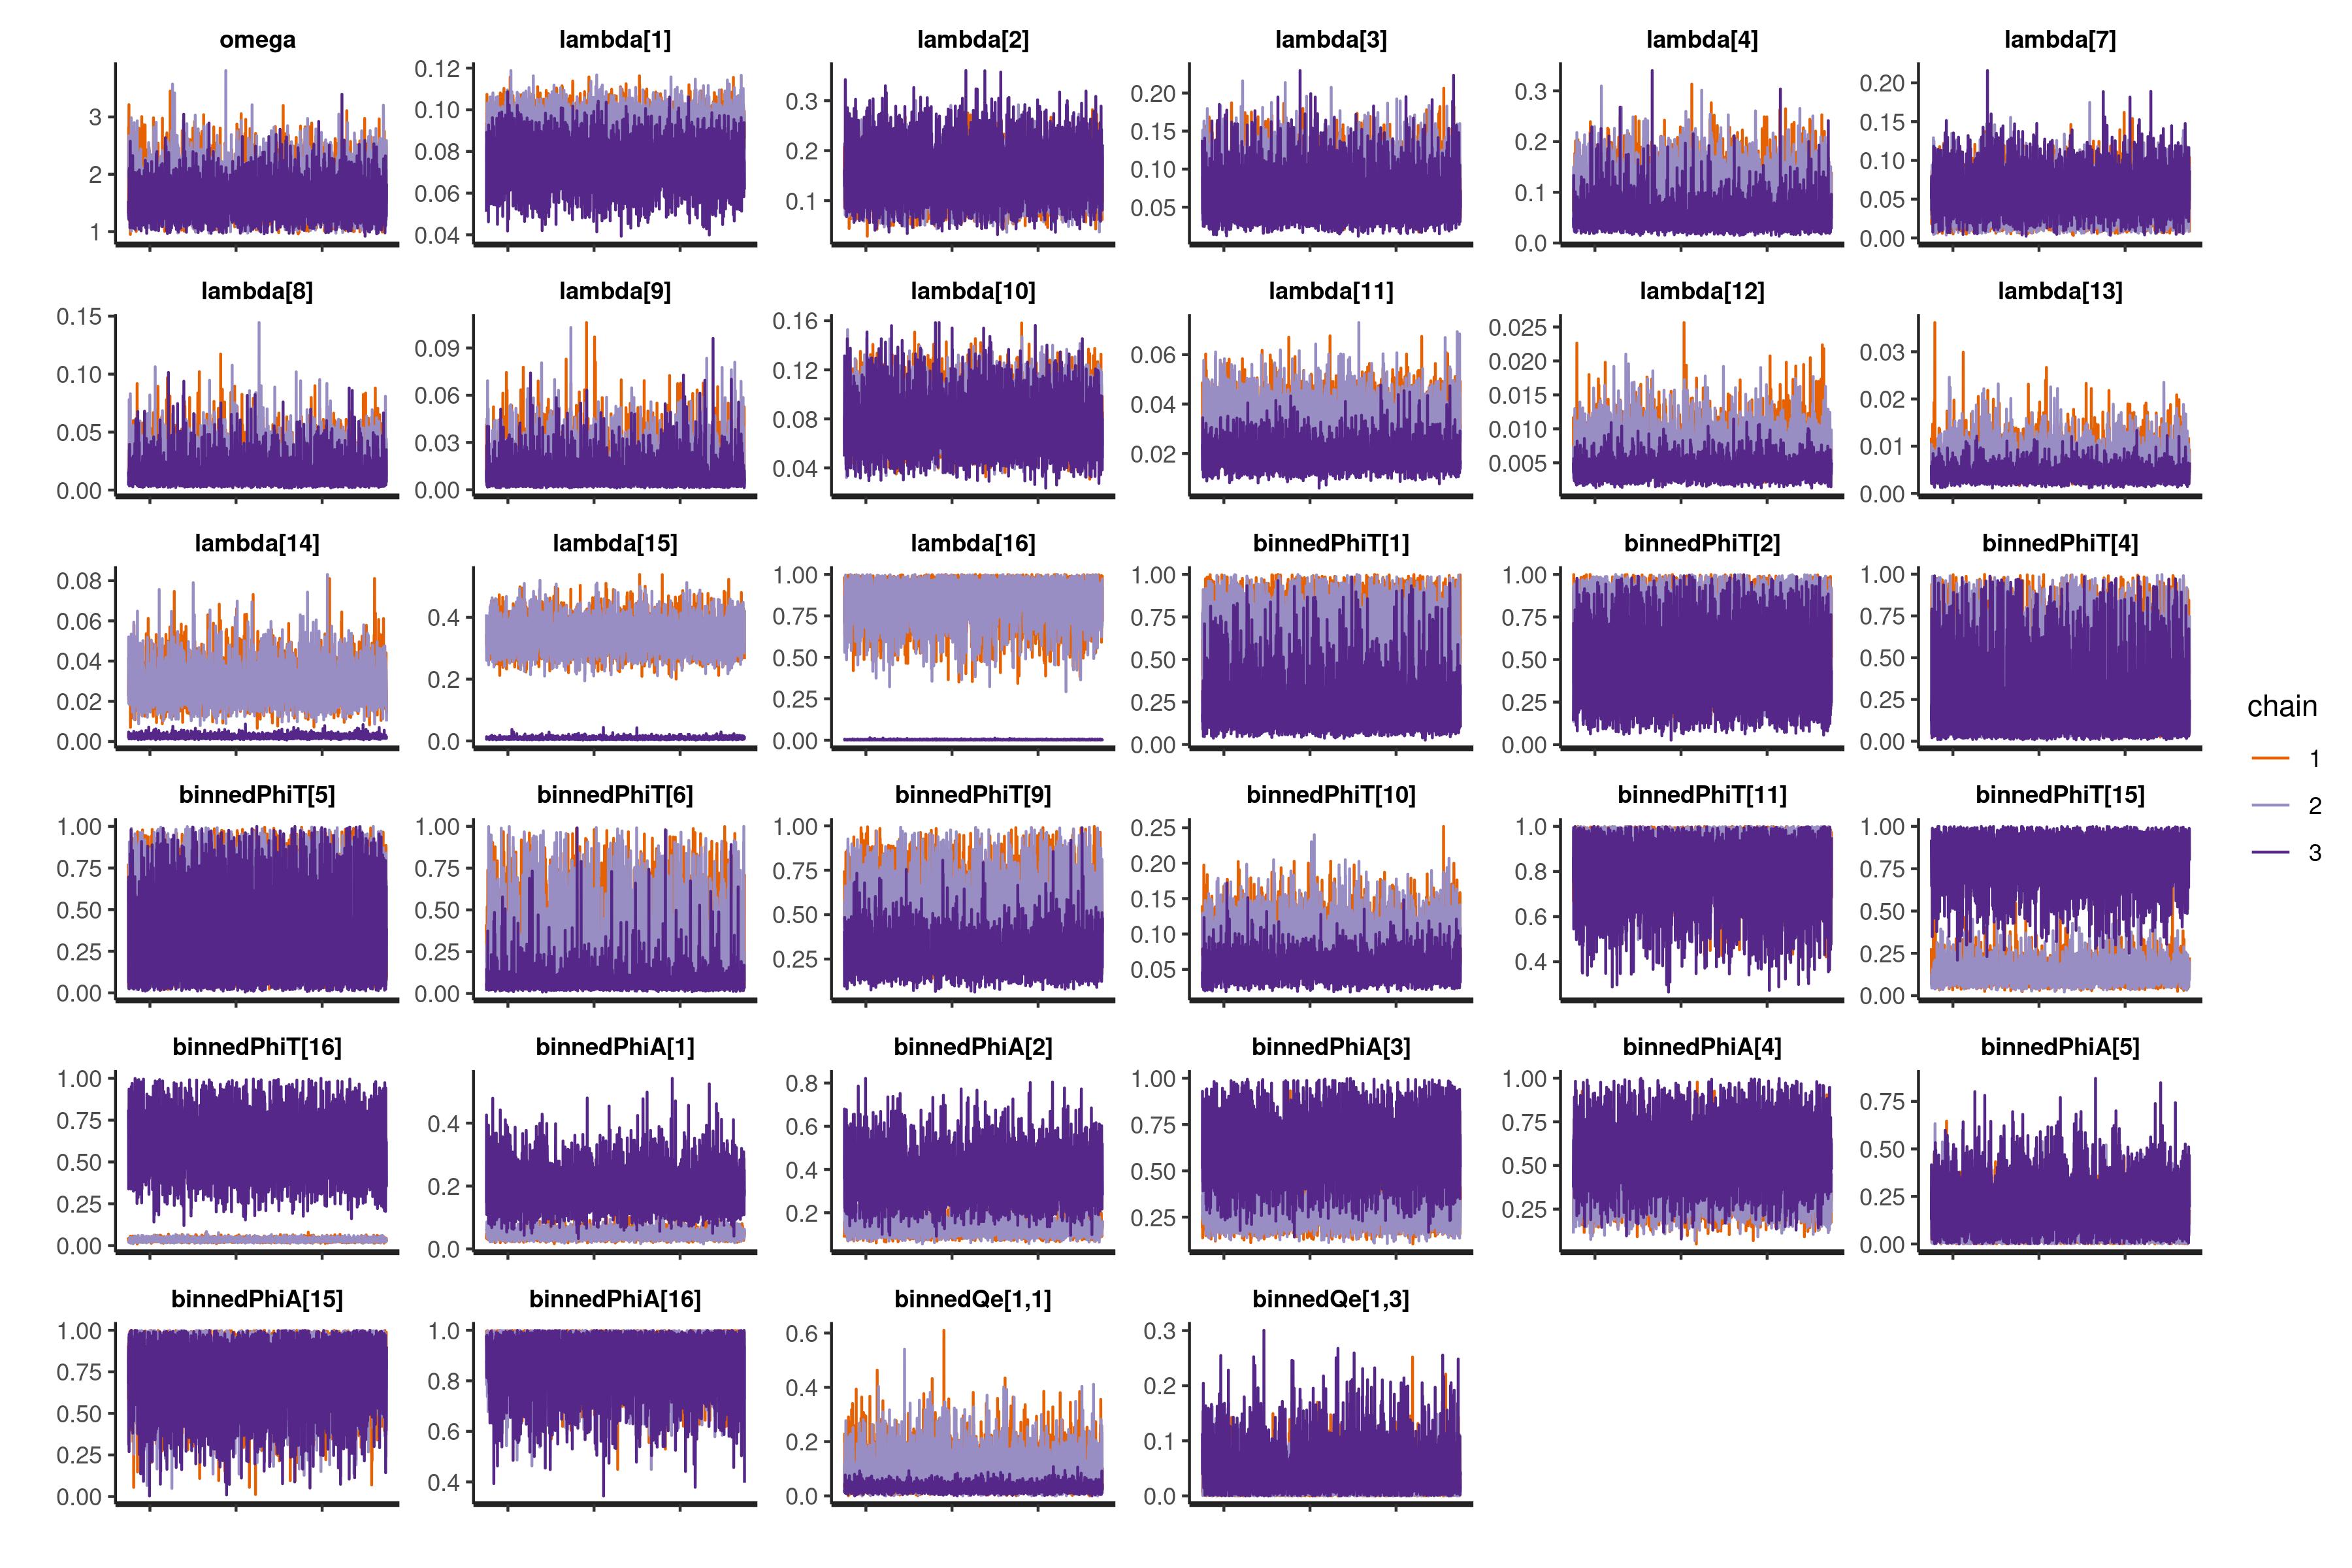 omega lambda[1] lambda[2] lambda[3] lambda[4] lambda[7]
3 2 1
0.12 0.10 0.08 0.06 0.04
0.3 0.2 0.1
0.20 0.15 0.10 0.05
0.3 0.2 0.1 0.0
0.20 0.15 0.10 0.05 0.00
lambda[8] lambda[9] lambda[10] lambda[11] lambda[12] lambda[13]
0.15 0.10 0.05 0.00
0.09 0.06 0.03 0.00
0.16 0.12 0.08 0.04
0.06 0.04 0.02
0.025 0.020 0.015 0.010 0.005
0.03 0.02 0.01 0.00
lambda[14] lambda[15] lambda[16] binnedPhiT[1] binnedPhiT[2] binnedPhiT[4]
0.08 0.06 0.04 0.02 0.00
0.4 0.2 0.0
1.00 0.75 0.50 0.25 0.00
1.00 0.75 0.50 0.25 0.00
1.00 0.75 0.50 0.25 0.00
1.00 0.75 0.50 0.25 0.00
chain
1
2
3
binnedPhiT[5] binnedPhiT[6] binnedPhiT[9] binnedPhiT[10] binnedPhiT[11] binnedPhiT[15]
1.00 0.75 0.50 0.25 0.00
1.00 0.75 0.50 0.25 0.00
1.00 0.75 0.50 0.25
0.25 0.20 0.15 0.10 0.05
1.0 0.8 0.6 0.4
1.00 0.75 0.50 0.25 0.00
binnedPhiT[16] binnedPhiA[1] binnedPhiA[2] binnedPhiA[3] binnedPhiA[4] binnedPhiA[5]
1.00 0.75 0.50 0.25 0.00
0.4 0.2 0.0
0.8 0.6 0.4 0.2
1.00 0.75 0.50 0.25
1.00 0.75 0.50 0.25
0.75 0.50 0.25 0.00
binnedPhiA[15] binnedPhiA[16] binnedQe[1,1] binnedQe[1,3]
1.00 0.75 0.50 0.25 0.00
1.0 0.8 0.6 0.4
0.6 0.4 0.2 0.0
0.3 0.2 0.1 0.0